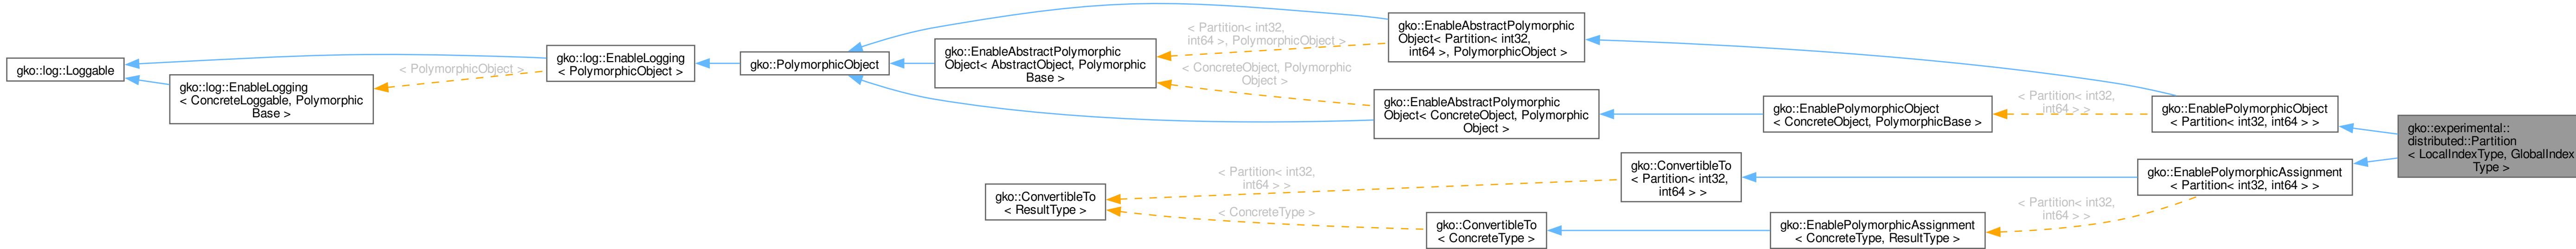 gko::log::Loggable
gko::log::EnableLogging
< ConcreteLoggable, Polymorphic
Base >
< PolymorphicObject >
gko::log::EnableLogging
< PolymorphicObject >
gko::PolymorphicObject
gko::EnableAbstractPolymorphic
Object< AbstractObject, Polymorphic
Base >
< Partition< int32,
int64 >, PolymorphicObject >
< ConcreteObject, Polymorphic
Object >
gko::EnableAbstractPolymorphic
Object< Partition< int32,
int64 >, PolymorphicObject >
gko::EnableAbstractPolymorphic
Object< ConcreteObject, Polymorphic
Object >
gko::EnablePolymorphicObject
< ConcreteObject, PolymorphicBase >
< Partition< int32,
int64 > >
gko::EnablePolymorphicObject
< Partition< int32, int64 > >
gko::experimental::
distributed::Partition
< LocalIndexType, GlobalIndex
Type >
gko::ConvertibleTo
< ResultType >
< Partition< int32,
int64 > >
< ConcreteType >
gko::ConvertibleTo
< Partition< int32,
int64 > >
gko::ConvertibleTo
< ConcreteType >
gko::EnablePolymorphicAssignment
< ConcreteType, ResultType >
< Partition< int32,
int64 > >
gko::EnablePolymorphicAssignment
< Partition< int32, int64 > >